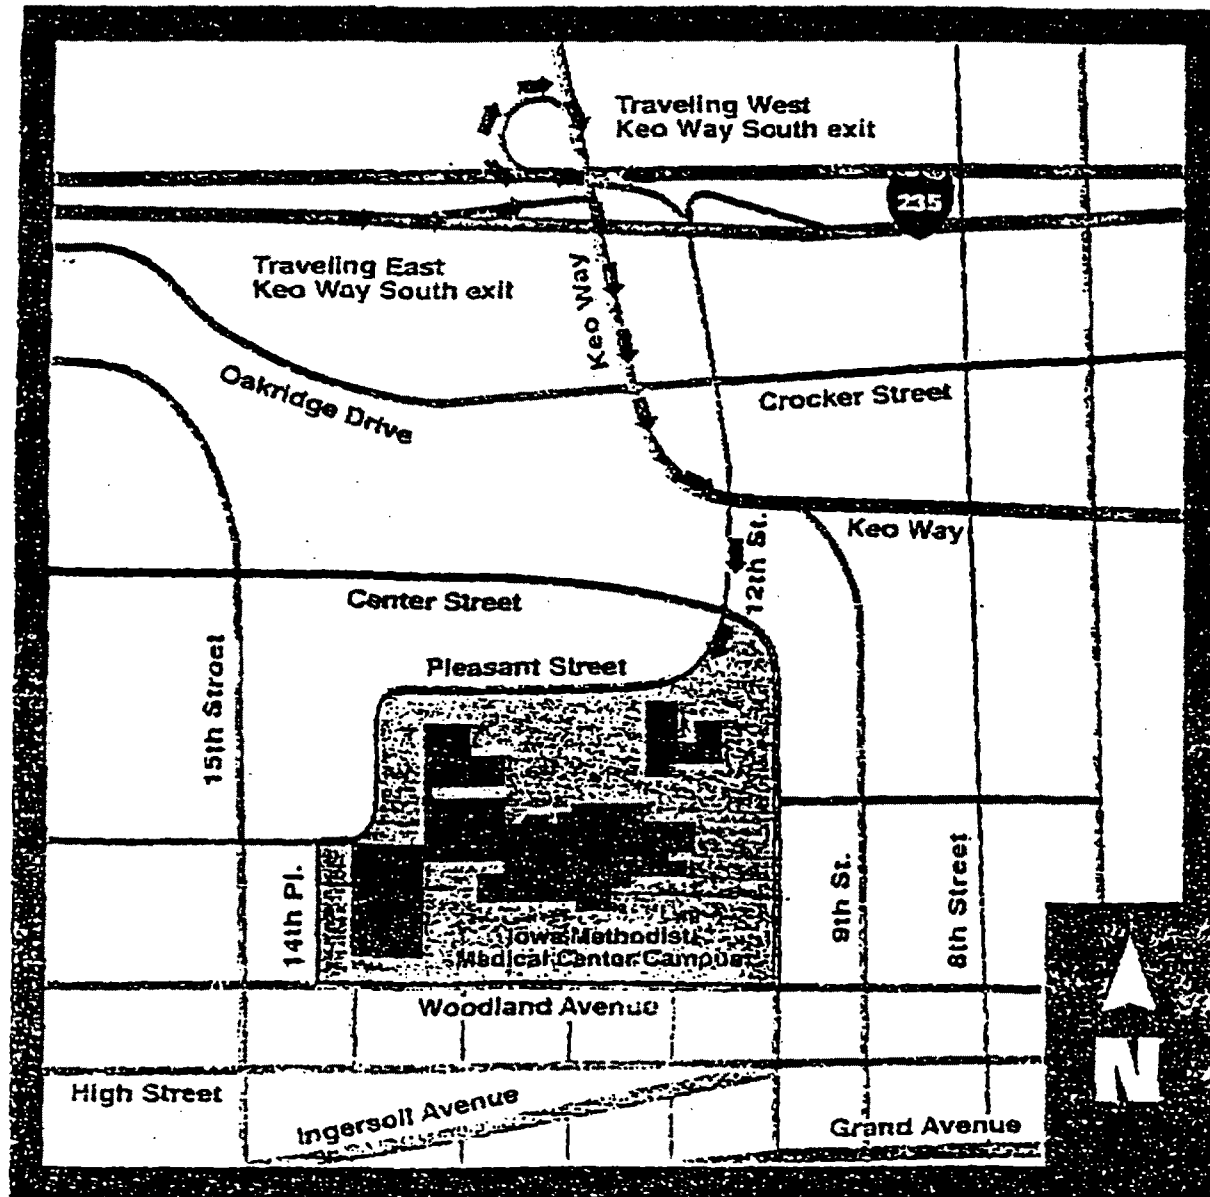 Traveling West
Keo Way South exit
235
Traveling East
Keo Way South exit
Keo Way
Oakridge Drive
Crocker Street
Keo Way
12th St.
Center Street
Pleasant Street
15th Street
14th Pl.
9th St.
8th Street
Iowa Methodist
Medical Center Campus
Woodland Avenue
High Street
Ingersoll Avenue
Grand Avenue
N